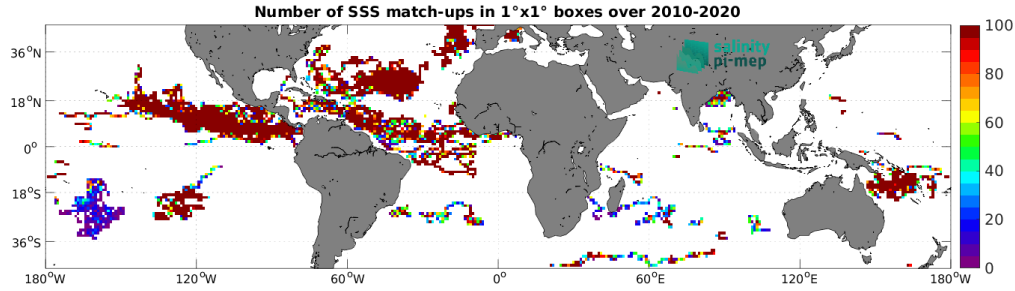 Number of SSS match-ups in 1°x1° boxes over 2010-2020
36°N
18°N
0°
18°S
36°S
180°W
120°W
60°W
0°
60°E
120°E
180°W
salinity
pi-mep
100
80
60
40
20
0